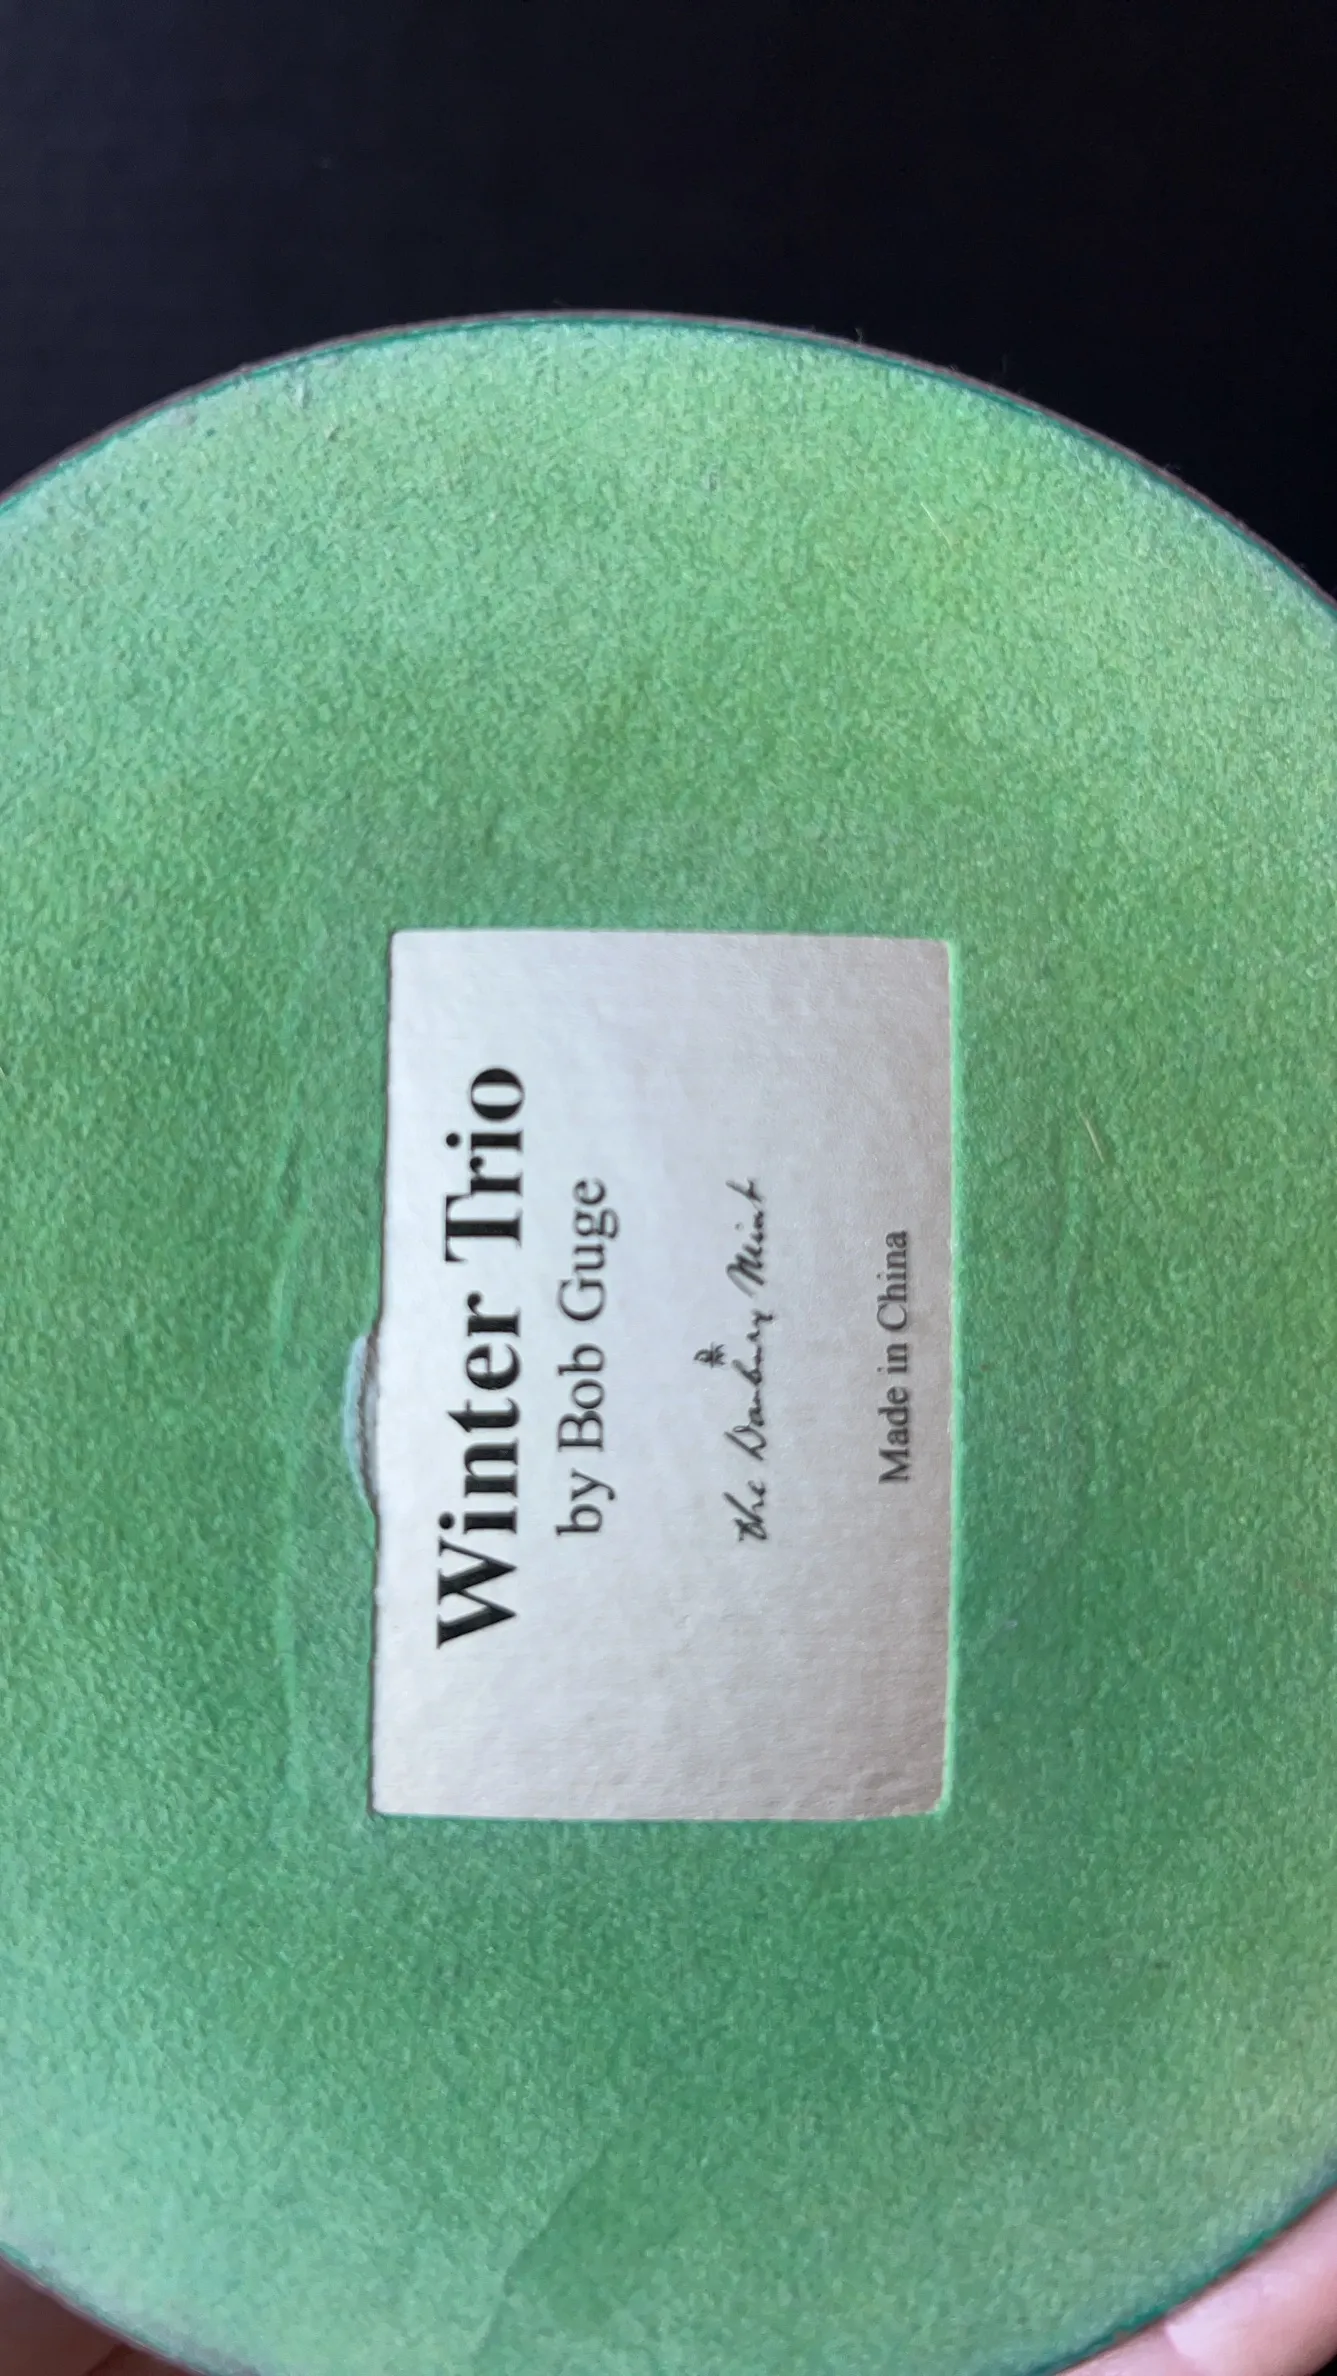 Winter Trio
by Bob Guge
The Danbury Mint
Made in China